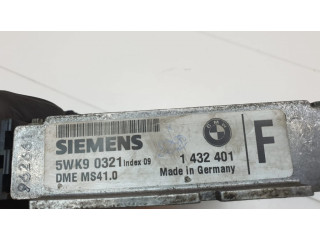 SIEMENS
5WK9 0321 Index 09
1 432 401
DME MS41.0
Made in Germany
F